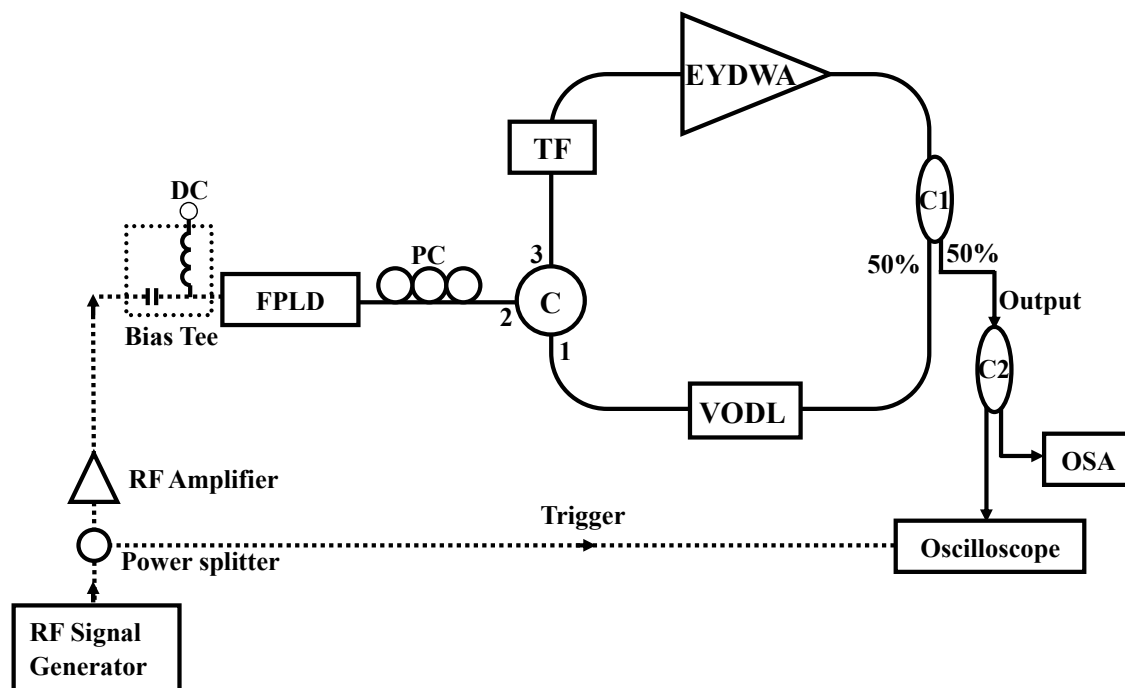 EYDWA
TF
DC
C1
PC
3
50%
50%
FPLD
C
Output
2
Bias Tee
1
C2
VODL
OSA
RF Amplifier
Trigger
Power splitter
Oscilloscope
RF Signal
Generator